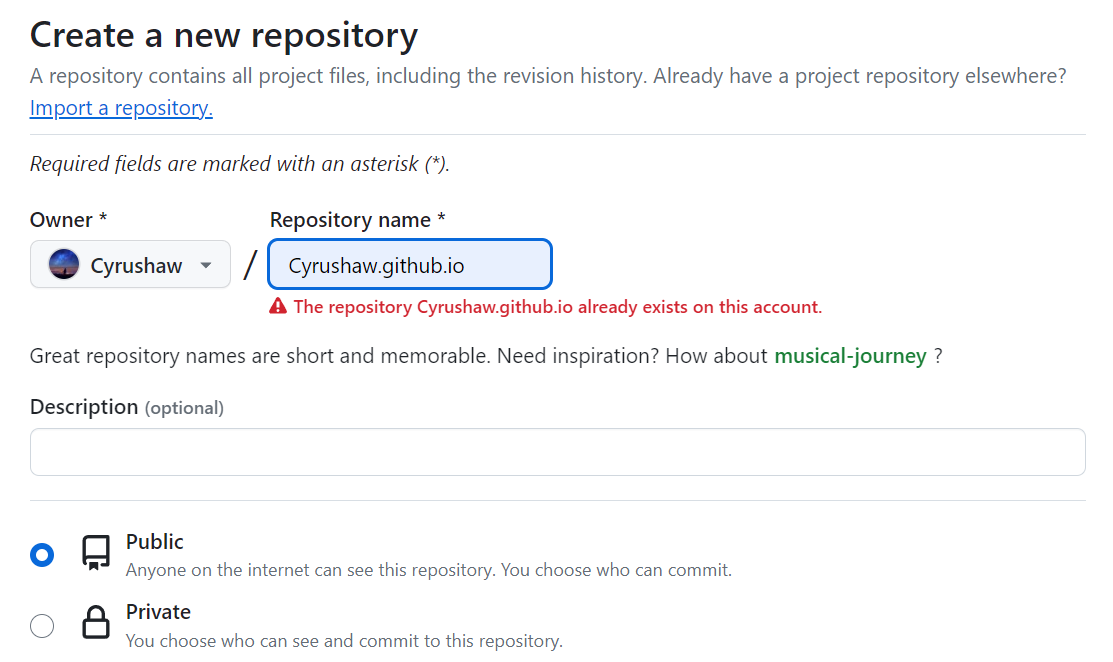 Create a new repository
A repository contains all project files, including the revision history. Already have a project repository elsewhere?
Import a repository.
Required fields are marked with an asterisk (*).
Owner * Repository name *
Cyrushaw / Cyrushaw.github.io
The repository Cyrushaw.github.io already exists on this account.
Great repository names are short and memorable. Need inspiration? How about musical-journey ?
Description (optional)
Public
Anyone on the internet can see this repository. You choose who can commit.
Private
You choose who can see and commit to this repository.